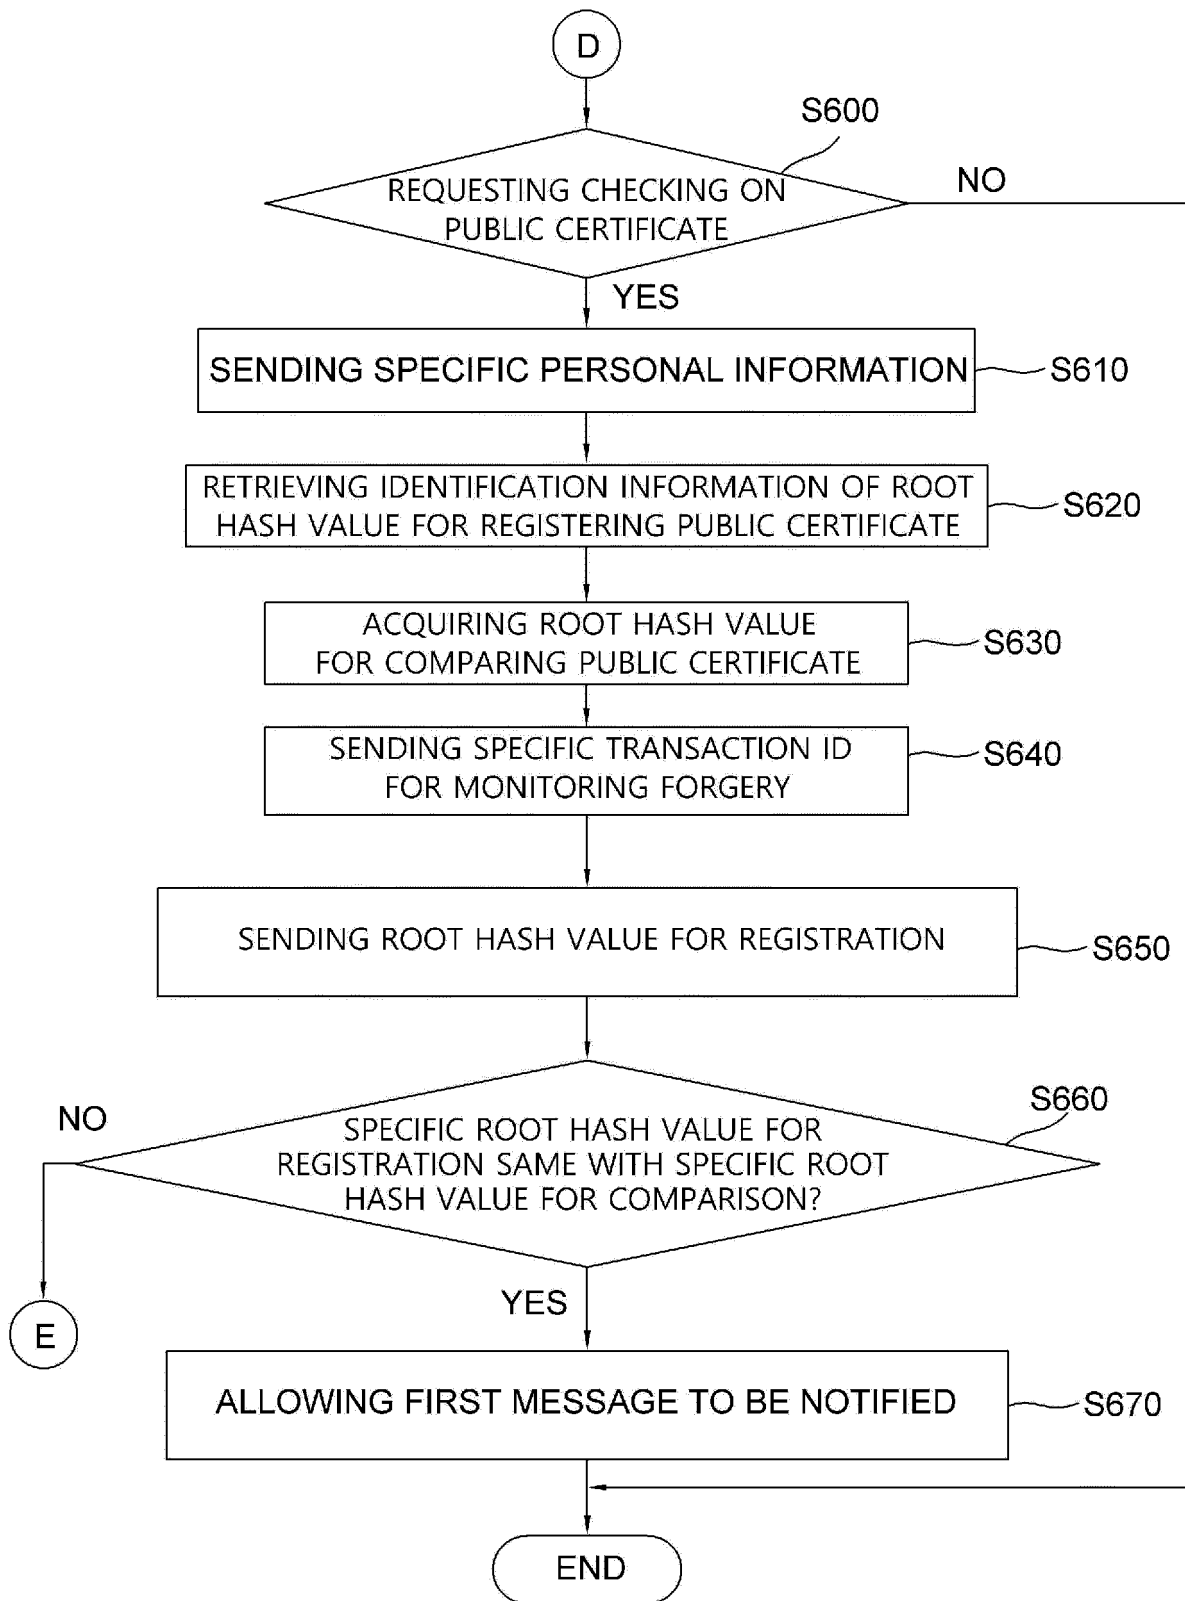 D
S600
REQUESTING CHECKING ON
PUBLIC CERTIFICATE
NO
YES
SENDING SPECIFIC PERSONAL INFORMATION
S610
RETRIEVING IDENTIFICATION INFORMATION OF ROOT
HASH VALUE FOR REGISTERING PUBLIC CERTIFICATE
S620
ACQUIRING ROOT HASH VALUE
FOR COMPARING PUBLIC CERTIFICATE
S630
SENDING SPECIFIC TRANSACTION ID
FOR MONITORING FORGERY
S640
SENDING ROOT HASH VALUE FOR REGISTRATION
S650
S660
NO
SPECIFIC ROOT HASH VALUE FOR
REGISTRATION SAME WITH SPECIFIC ROOT
HASH VALUE FOR COMPARISON?
YES
E
ALLOWING FIRST MESSAGE TO BE NOTIFIED
S670
END